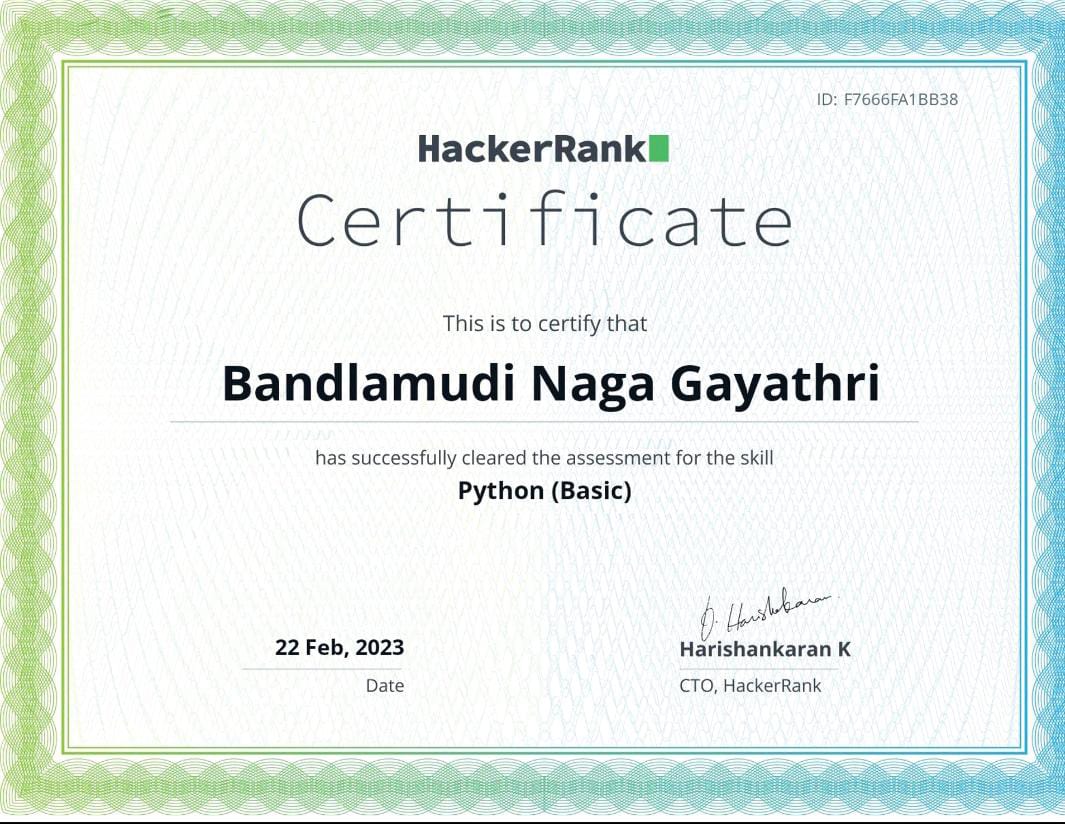 ID: F7666FA1BB38
HackerRank
Certificate
This is to certify that
Bandlamudi Naga Gayathri
has successfully cleared the assessment for the skill
Python (Basic)
22 Feb, 2023
Date
Harishankaran K
CTO, HackerRank